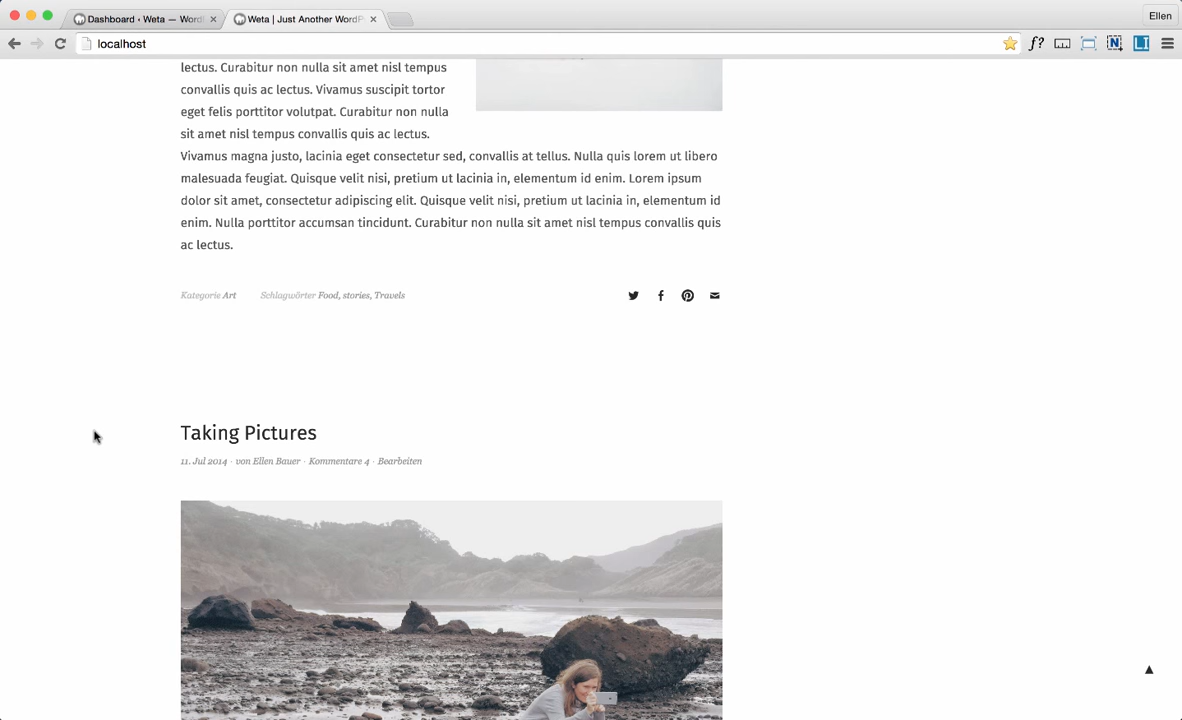 Dashboard ‹ Weta — Word
Weta | Just Another WordP
Ellen
localhost
f?
N
LI
lectus. Curabitur non nulla sit amet nisl tempus
convallis quis ac lectus. Vivamus suscipit tortor
eget felis porttitor volutpat. Curabitur non nulla
sit amet nisl tempus convallis quis ac lectus.
Vivamus magna justo, lacinia eget consectetur sed, convallis at tellus. Nulla quis lorem ut libero
malesuada feugiat. Quisque velit nisi, pretium ut lacinia in, elementum id enim. Lorem ipsum
dolor sit amet, consectetur adipiscing elit. Quisque velit nisi, pretium ut lacinia in, elementum id
enim. Nulla porttitor accumsan tincidunt. Curabitur non nulla sit amet nisl tempus convallis quis
ac lectus.
Kategorie Art Schlagwörter Food, stories, Travels
Taking Pictures
11. Jul 2014 · von Ellen Bauer · Kommentare 4 · Bearbeiten